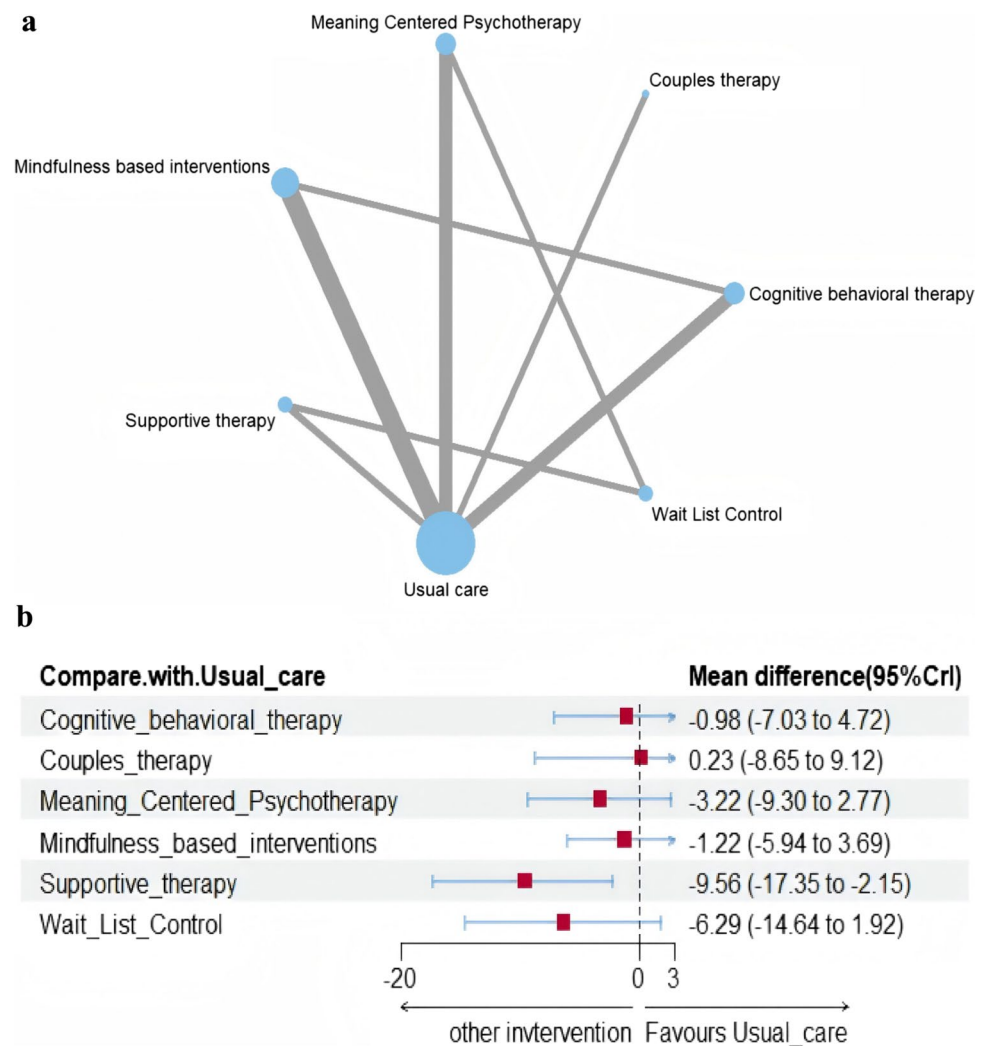 a
Meaning Centered Psychotherapy
Couples therapy
Mindfulness based interventions
Cognitive behavioral therapy
Supportive therapy
Wait List Control
Usual care
b
Compare.with.Usual_care Mean difference(95%CrI)
Cognitive_behavioral_therapy -0.98 (-7.03 to 4.72)
Couples_therapy 0.23 (-8.65 to 9.12)
Meaning_Centered_Psychotherapy -3.22 (-9.30 to 2.77)
Mindfulness_based_interventions -1.22 (-5.94 to 3.69)
Supportive_therapy -9.56 (-17.35 to -2.15)
Wait_List_Control -6.29 (-14.64 to 1.92)
-20 0 3
other invtervention Favours Usual_care